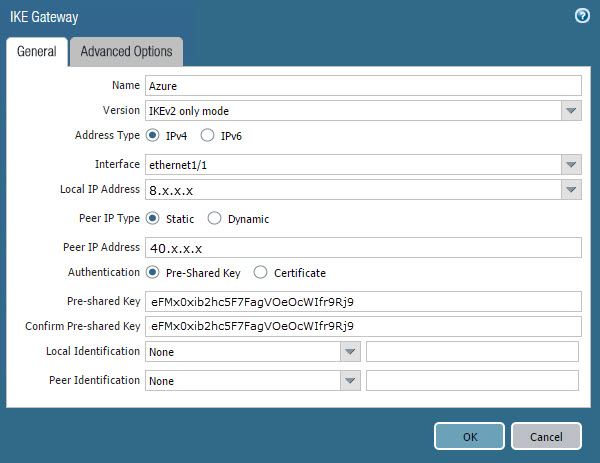 IKE Gateway
General Advanced Options
Name Azure
Version IKEv2 only mode
Address Type IPv4 IPv6
Interface ethernet1/1
Local IP Address 8.x.x.x
Peer IP Type Static Dynamic
Peer IP Address 40.x.x.x
Authentication Pre-Shared Key Certificate
Pre-shared Key eFMx0xib2hc5F7FagVOeOcWIfr9Rj9
Confirm Pre-shared Key eFMx0xib2hc5F7FagVOeOcWIfr9Rj9
Local Identification None
Peer Identification None
OK Cancel